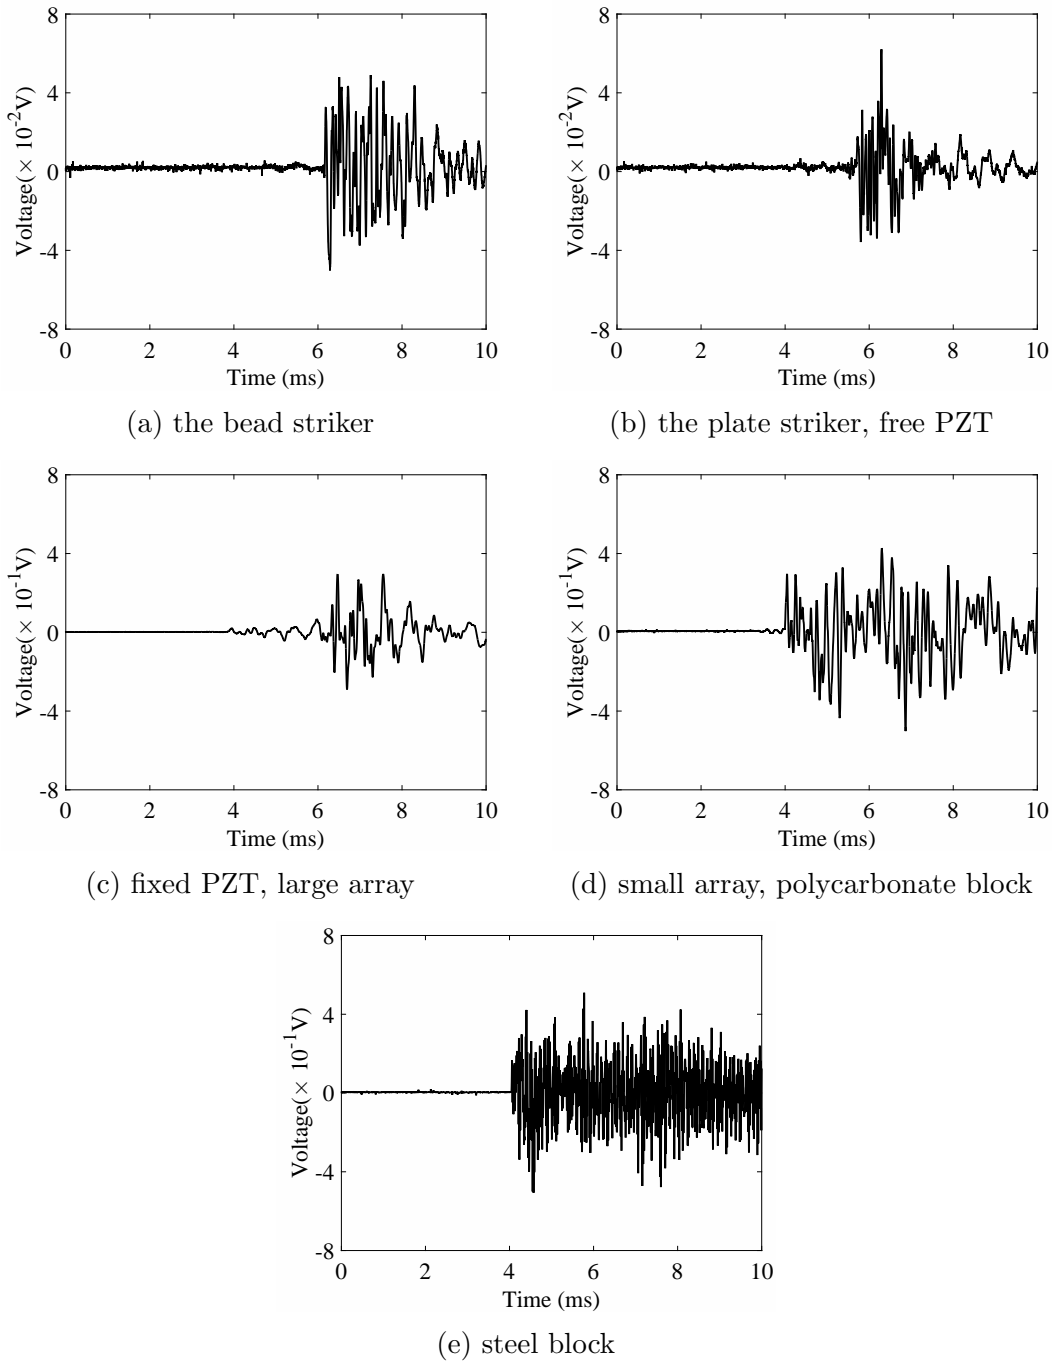 8
4
0
-4
-8
Voltage(× 10⁻²V)
0 2 4 6 8 10
Time (ms)
(a) the bead striker
8
4
0
-4
-8
Voltage(× 10⁻²V)
0 2 4 6 8 10
Time (ms)
(b) the plate striker, free PZT
8
4
0
-4
-8
Voltage(× 10⁻¹V)
0 2 4 6 8 10
Time (ms)
(c) fixed PZT, large array
8
4
0
-4
-8
Voltage(× 10⁻¹V)
0 2 4 6 8 10
Time (ms)
(d) small array, polycarbonate block
8
4
0
-4
-8
Voltage(× 10⁻¹V)
0 2 4 6 8 10
Time (ms)
(e) steel block